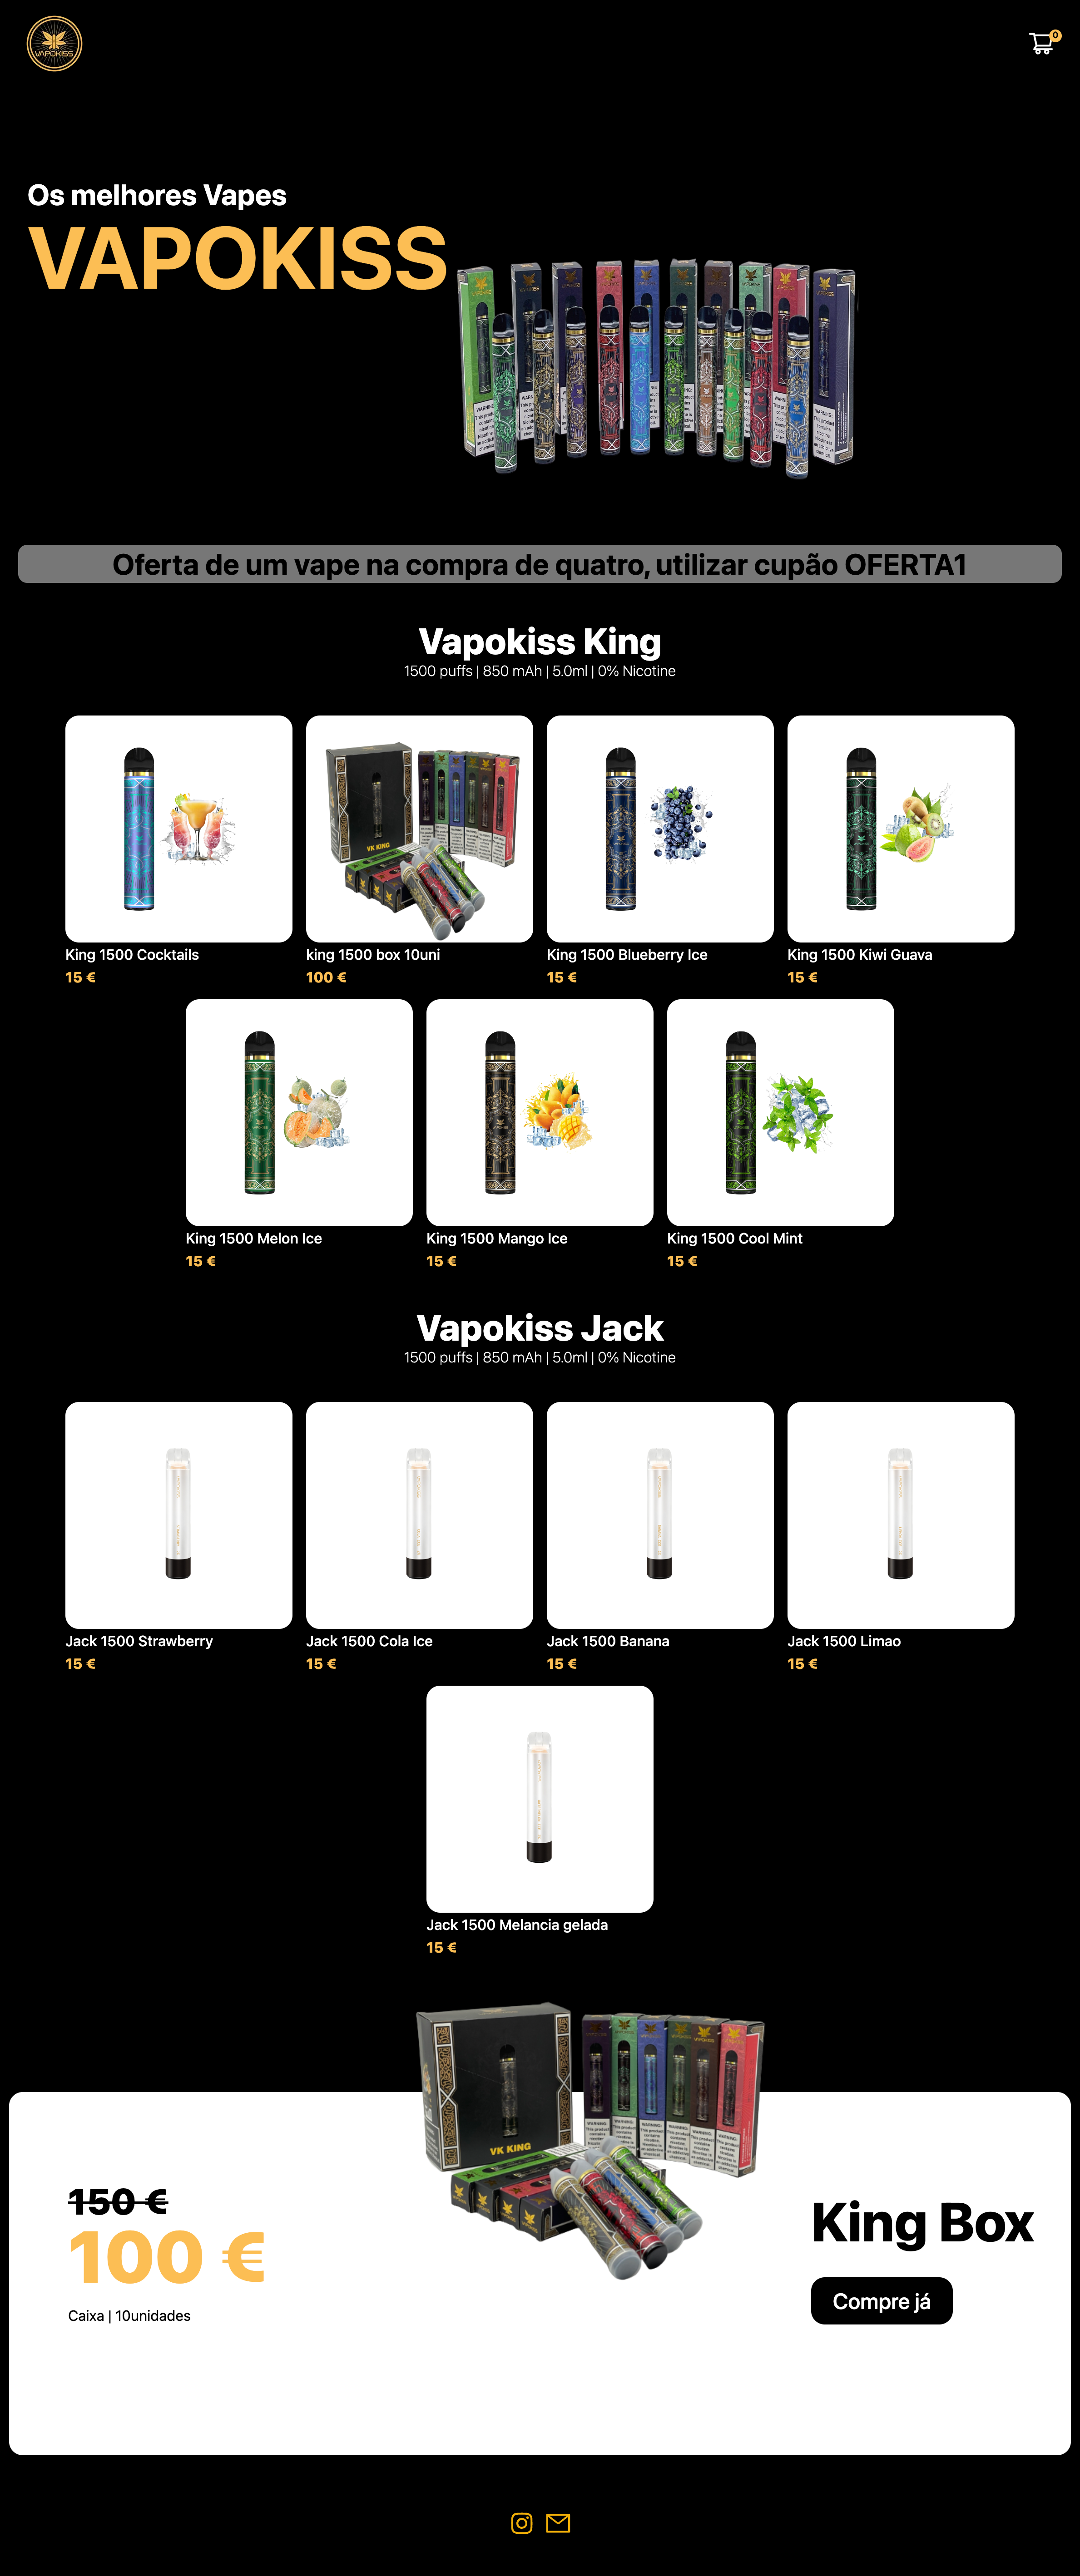 VAPOKISS
0
Os melhores Vapes
VAPOKISS
Oferta de um vape na compra de quatro, utilizar cupão OFERTA1
Vapokiss King
1500 puffs | 850 mAh | 5.0ml | 0% Nicotine
VK KING
King 1500 Cocktails
15 €
king 1500 box 10uni
100 €
King 1500 Blueberry Ice
15 €
King 1500 Kiwi Guava
15 €
King 1500 Melon Ice
15 €
King 1500 Mango Ice
15 €
King 1500 Cool Mint
15 €
Vapokiss Jack
1500 puffs | 850 mAh | 5.0ml | 0% Nicotine
Jack 1500 Strawberry
15 €
Jack 1500 Cola Ice
15 €
Jack 1500 Banana
15 €
Jack 1500 Limao
15 €
Jack 1500 Melancia gelada
15 €
VK KING
150 €
100 €
Caixa | 10unidades
King Box
Compre já